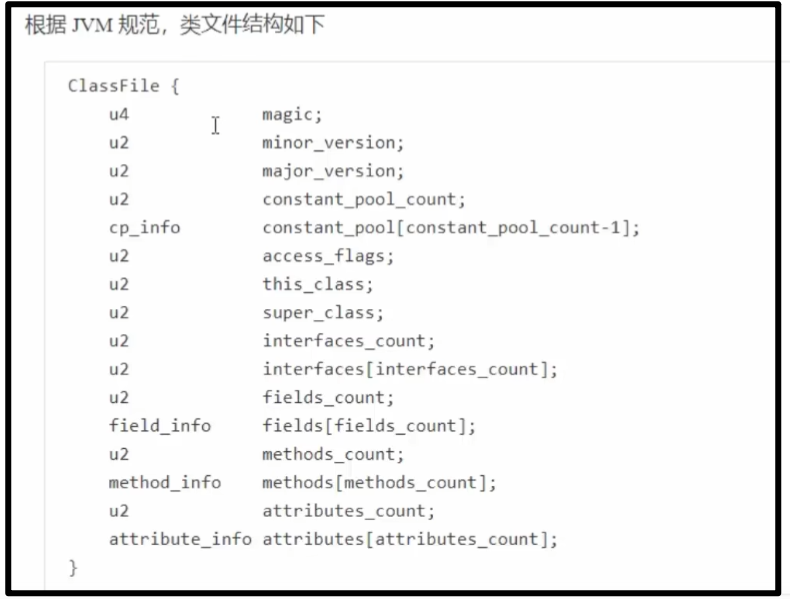 根据 JVM 规范，类文件结构如下
ClassFile {
u4 magic;
u2 minor_version;
u2 major_version;
u2 constant_pool_count;
cp_info constant_pool[constant_pool_count-1];
u2 access_flags;
u2 this_class;
u2 super_class;
u2 interfaces_count;
u2 interfaces[interfaces_count];
u2 fields_count;
field_info fields[fields_count];
u2 methods_count;
method_info methods[methods_count];
u2 attributes_count;
attribute_info attributes[attributes_count];
}